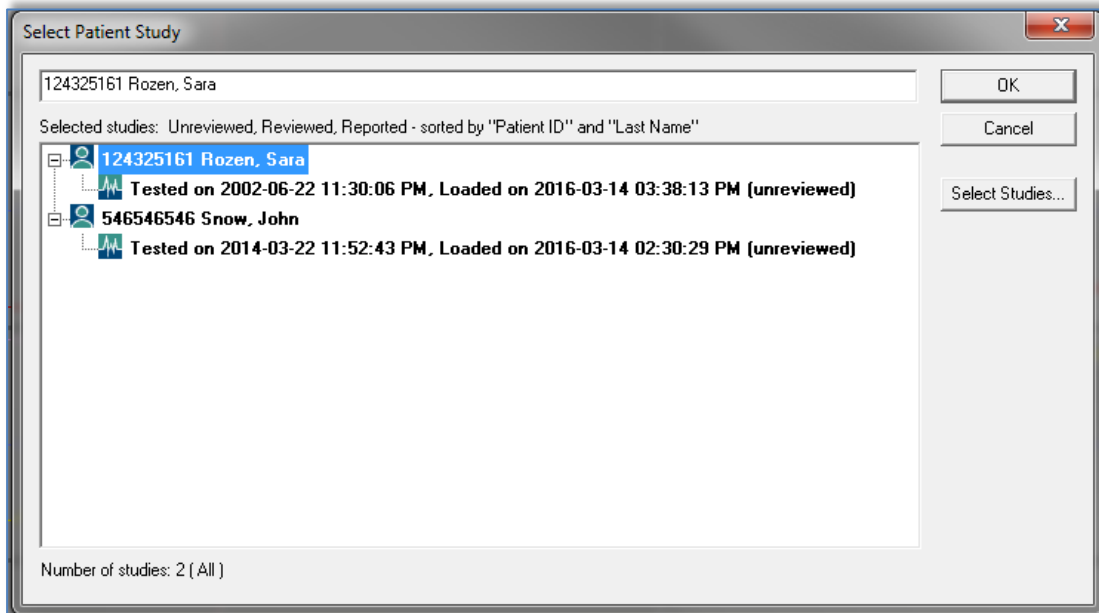 Select Patient Study
124325161 Rozen, Sara
OK
Selected studies: Unreviewed, Reviewed, Reported - sorted by "Patient ID" and "Last Name"
Cancel
124325161 Rozen, Sara
Tested on 2002-06-22 11:30:06 PM, Loaded on 2016-03-14 03:38:13 PM (unreviewed)
Select Studies...
546546546 Snow, John
Tested on 2014-03-22 11:52:43 PM, Loaded on 2016-03-14 02:30:29 PM (unreviewed)
Number of studies: 2 ( All )